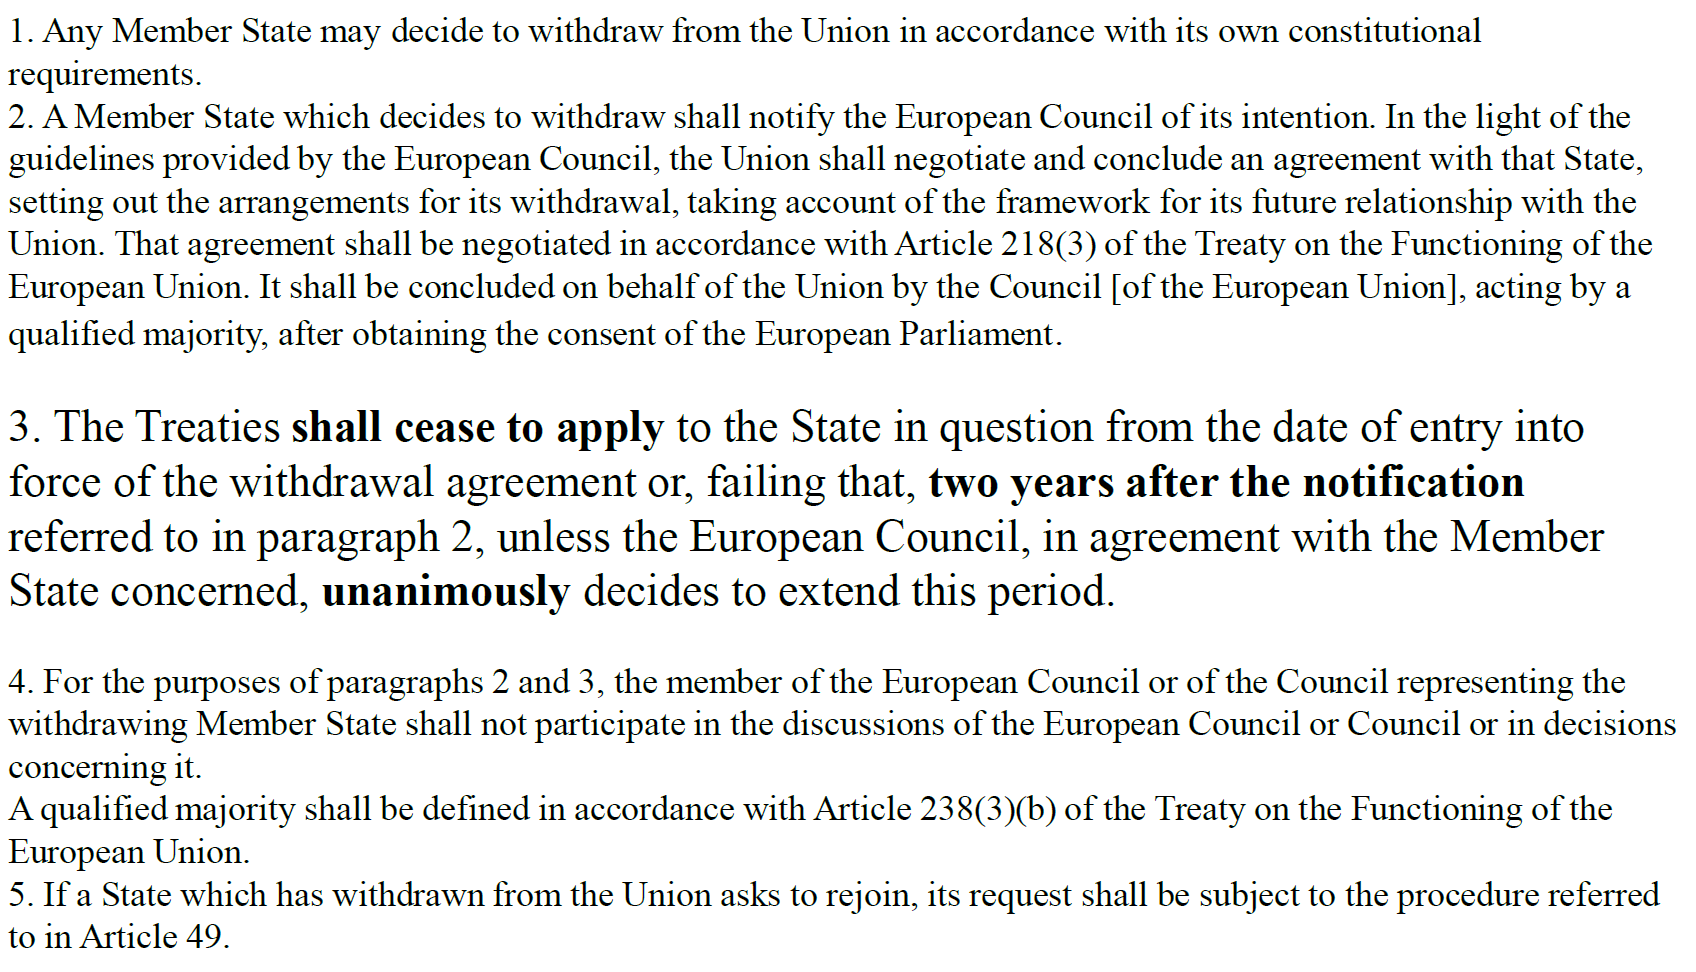 1. Any Member State may decide to withdraw from the Union in accordance with its own constitutional
requirements.
2. A Member State which decides to withdraw shall notify the European Council of its intention. In the light of the
guidelines provided by the European Council, the Union shall negotiate and conclude an agreement with that State,
setting out the arrangements for its withdrawal, taking account of the framework for its future relationship with the
Union. That agreement shall be negotiated in accordance with Article 218(3) of the Treaty on the Functioning of the
European Union. It shall be concluded on behalf of the Union by the Council [of the European Union], acting by a
qualified majority, after obtaining the consent of the European Parliament.
3. The Treaties shall cease to apply to the State in question from the date of entry into
force of the withdrawal agreement or, failing that, two years after the notification
referred to in paragraph 2, unless the European Council, in agreement with the Member
State concerned, unanimously decides to extend this period.
4. For the purposes of paragraphs 2 and 3, the member of the European Council or of the Council representing the
withdrawing Member State shall not participate in the discussions of the European Council or Council or in decisions
concerning it.
A qualified majority shall be defined in accordance with Article 238(3)(b) of the Treaty on the Functioning of the
European Union.
5. If a State which has withdrawn from the Union asks to rejoin, its request shall be subject to the procedure referred
to in Article 49.